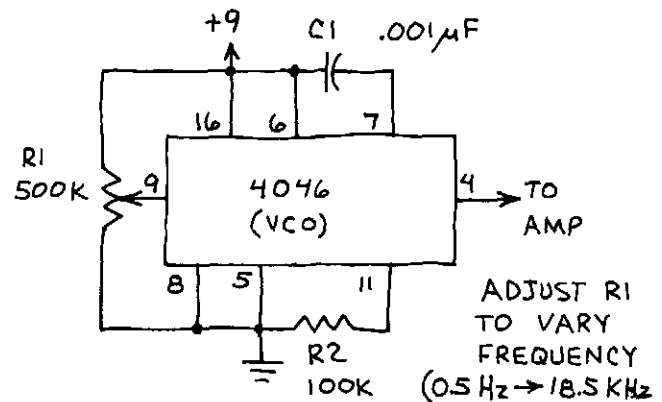 +9
C1 .001µF
16 6 7
R1
500K
9
4046
(VCO)
4
TO
AMP
8 5 11
R2
100K
ADJUST R1
TO VARY
FREQUENCY
(0.5 Hz → 18.5 KHz